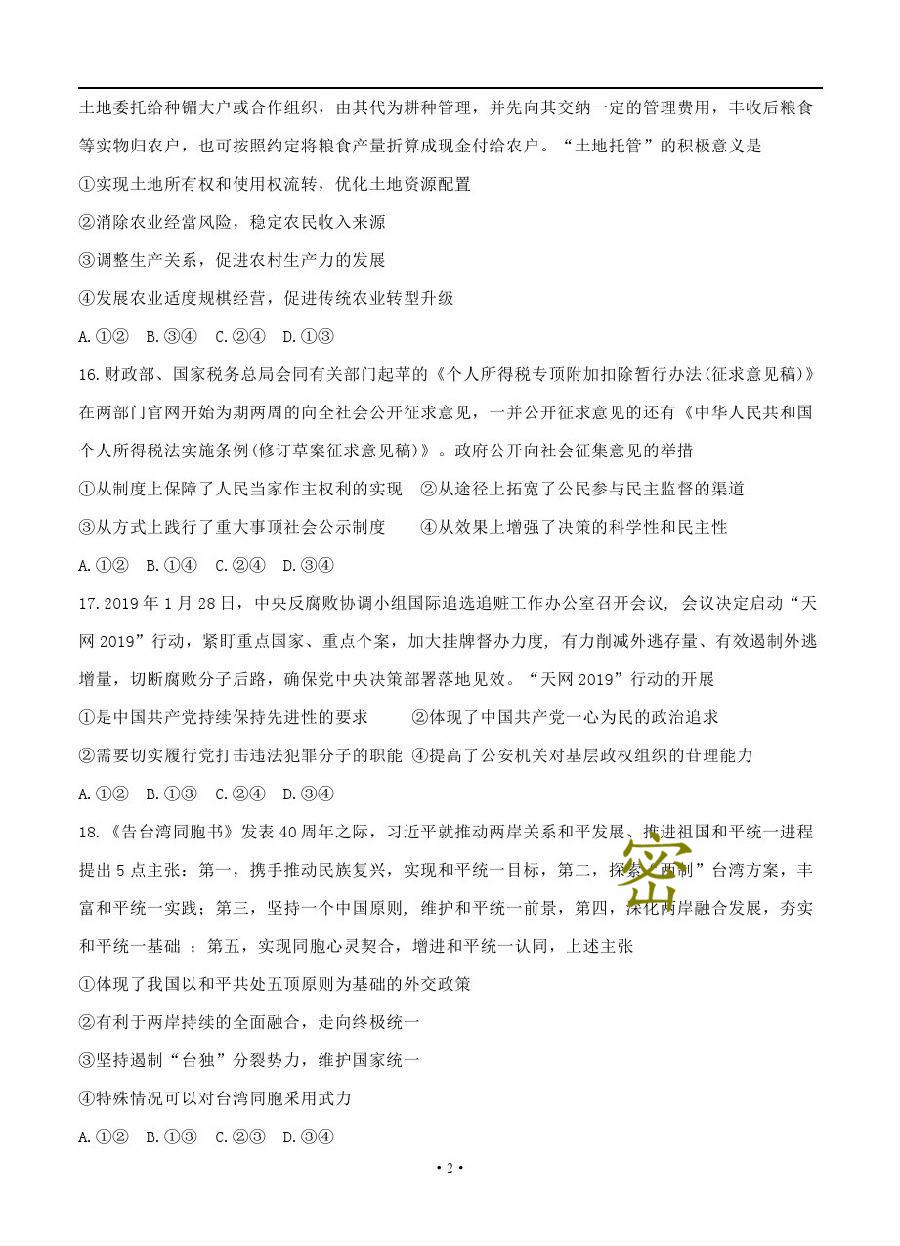 土地委托给种锢大户或合作组织，由其代为耕种管理，并先向其交纳一定的管理费用，丰收后粮食
等实物归农户，也可按照约定将粮食产量折算成现金付给农户。“土地托管”的积极意义是
①实现土地所有权和使用权流转，优化土地资源配置
②消除农业经营风险，稳定农民收入来源
③调整生产关系，促进农村生产力的发展
④发展农业适度规棋经营，促进传统农业转型升级
A.①② B.③④ C.②④ D.①③
16.财政部、国家税务总局会同有关部门起苹的《个人所得税专顶附加扣除暂行办法(征求意见稿)》
在两部门官网开始为期两周的向全社会公开征求意见，一并公开征求意见的还有《中华人民共和国
个人所得税法实施条例(修订草案征求意见稿)》。政府公开向社会征集意见的举措
①从制度上保障了人民当家作主权利的实现 ②从途径上拓宽了公民参与民主监督的渠道
③从方式上践行了重大事顶社会公示制度 ④从效果上增强了决策的科学性和民主性
A.①② B.①④ C.②④ D.③④
17.2019年1月28日，中央反腐败协调小组国际追选追赃工作办公室召开会议，会议决定启动“天
网2019”行动，紧盯重点国家、重点个案，加大挂牌督办力度，有力削减外逃存量、有效遏制外逃
增量，切断腐败分子后路，确保党中央决策部署落地见效。“天网2019”行动的开展
①是中国共产党持续保持先进性的要求 ②体现了中国共产党一心为民的政治追求
②需要切实履行党打击违法犯罪分子的职能 ④提高了公安机关对基层政权组织的甘理能力
A.①② B.①③ C.②④ D.③④
18.《告台湾同胞书》发表40周年之际，习近平就推动两岸关系和平发展、推进祖国和平统一进程
提出5点主张：第一，携手推动民族复兴，实现和平统一目标，第二，探索“两制”台湾方案，丰
富和平统一实践；第三，坚持一个中国原则，维护和平统一前景，第四，深化两岸融合发展，夯实
和平统一基础 ；第五，实现同胞心灵契合，增进和平统一认同，上述主张
①体现了我国以和平共处五顶原则为基础的外交政策
②有利于两岸持续的全面融合，走向终极统一
③坚持遏制“台独”分裂势力，维护国家统一
④特殊情况可以对台湾同胞采用武力
A.①② B.①③ C.②③ D.③④
密
·2·